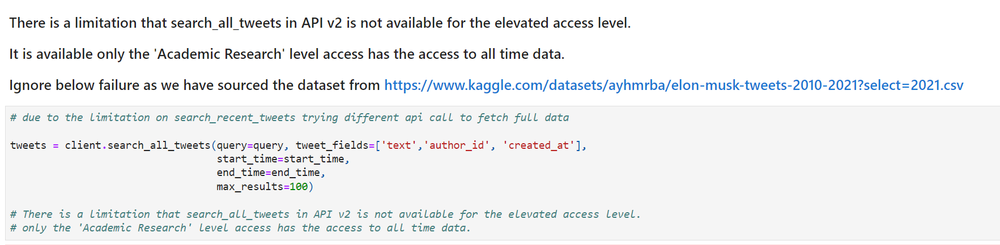 There is a limitation that search_all_tweets in API v2 is not available for the elevated access level.
It is available only the 'Academic Research' level access has the access to all time data.
Ignore below failure as we have sourced the dataset from https://www.kaggle.com/datasets/ayhmrba/elon-musk-tweets-2010-2021?select=2021.csv
# due to the limitation on search_recent_tweets trying different api call to fetch full data
tweets = client.search_all_tweets(query=query, tweet_fields=['text','author_id', 'created_at'],
start_time=start_time,
end_time=end_time,
max_results=100)
# There is a limitation that search_all_tweets in API v2 is not available for the elevated access level.
# only the 'Academic Research' level access has the access to all time data.